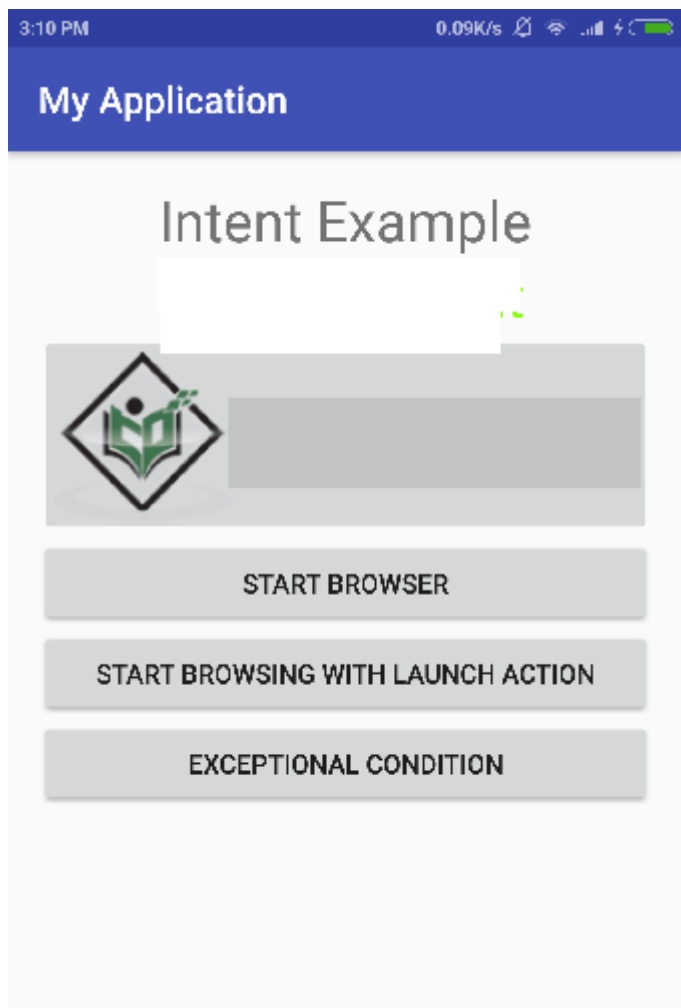 3:10 PM 0.09K/s
My Application
Intent Example
START BROWSER
START BROWSING WITH LAUNCH ACTION
EXCEPTIONAL CONDITION